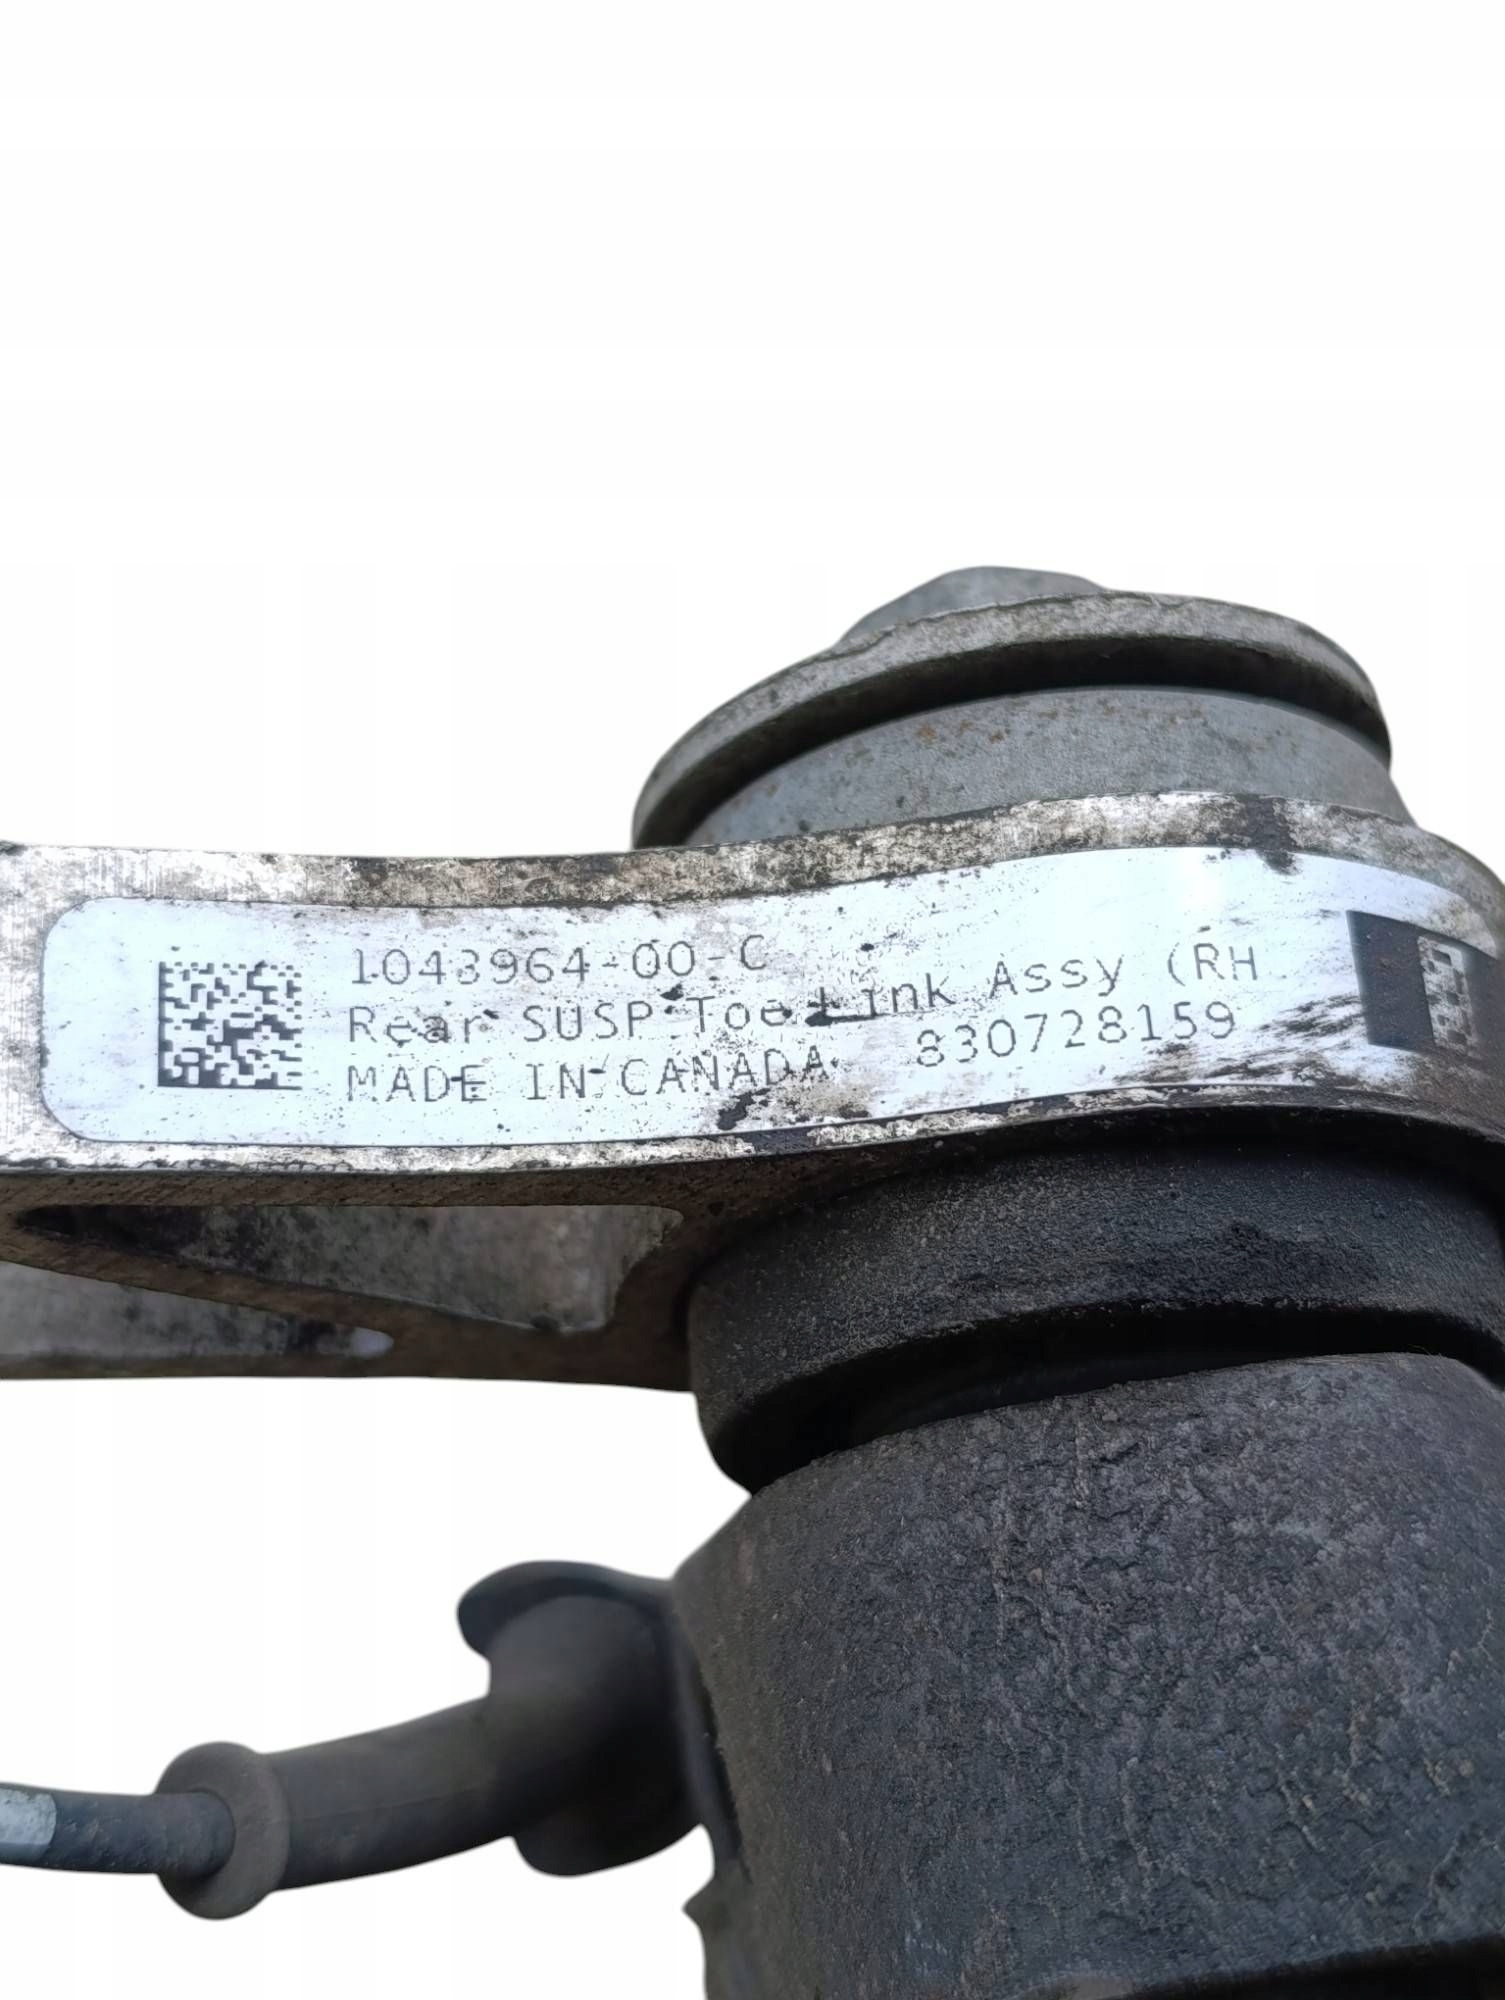 1043964-00-C
Rear SUSP Toe Link Assy (RH
MADE IN CANADA 830728159